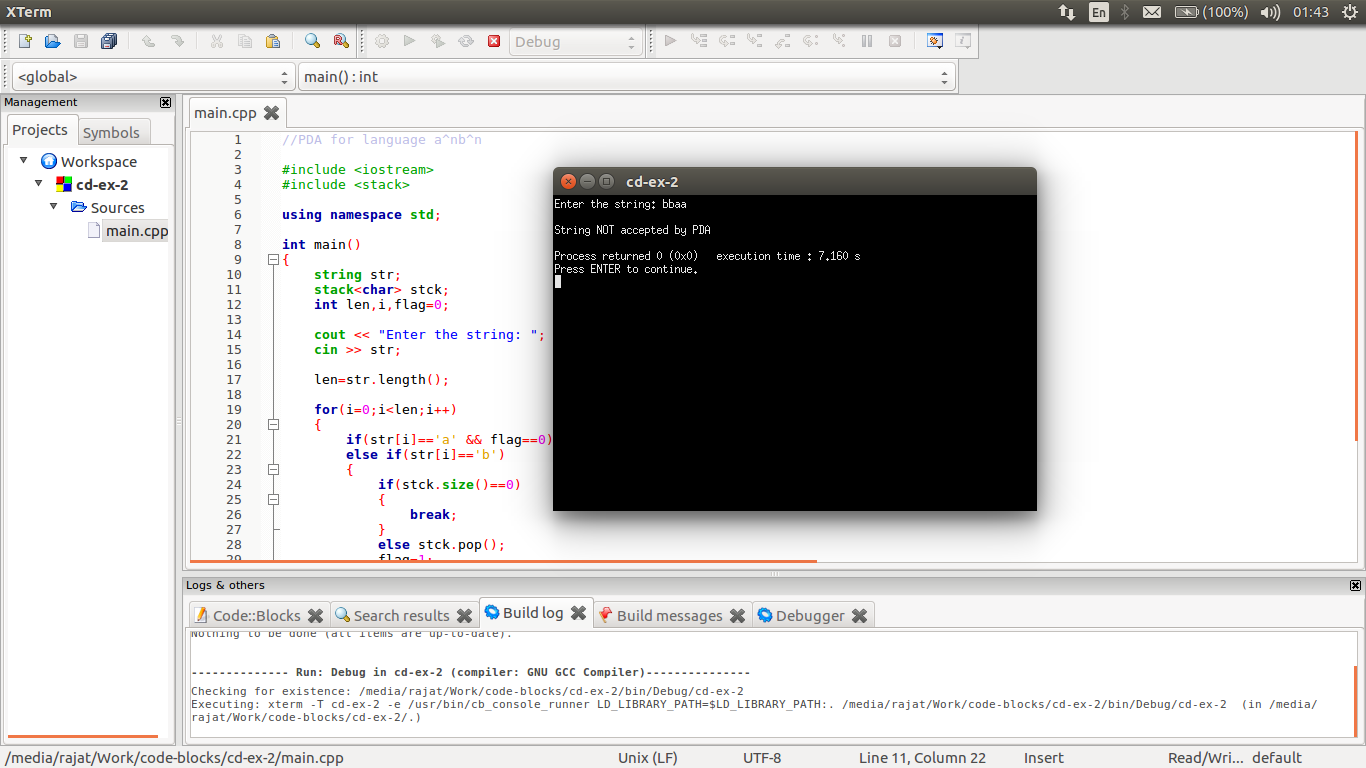 XTerm
En
(100%)
01:43
Debug
<global>
main() : int
Management
Projects
Symbols
Workspace
cd-ex-2
Sources
main.cpp
main.cpp
1 //PDA for language a^nb^n
2
3 #include <iostream>
4 #include <stack>
5
6 using namespace std;
7
8 int main()
9 {
10 string str;
11 stack<char> stck;
12 int len,i,flag=0;
13
14 cout << "Enter the string: ";
15 cin >> str;
16
17 len=str.length();
18
19 for(i=0;i<len;i++)
20 {
21 if(str[i]=='a' && flag==0)
22 else if(str[i]=='b')
23 {
24 if(stck.size()==0)
25 {
26 break;
27 }
28 else stck.pop();
29 flag=1;
cd-ex-2
Enter the string: bbaa
String NOT accepted by PDA
Process returned 0 (0x0) execution time : 7.160 s
Press ENTER to continue.
Logs & others
Code::Blocks
Search results
Build log
Build messages
Debugger
Nothing to be done (all items are up-to-date).
-------------- Run: Debug in cd-ex-2 (compiler: GNU GCC Compiler)---------------
Checking for existence: /media/rajat/Work/code-blocks/cd-ex-2/bin/Debug/cd-ex-2
Executing: xterm -T cd-ex-2 -e /usr/bin/cb_console_runner LD_LIBRARY_PATH=$LD_LIBRARY_PATH:. /media/rajat/Work/code-blocks/cd-ex-2/bin/Debug/cd-ex-2 (in /media/
rajat/Work/code-blocks/cd-ex-2/.)
/media/rajat/Work/code-blocks/cd-ex-2/main.cpp
Unix (LF)
UTF-8
Line 11, Column 22
Insert
Read/Wri...
default